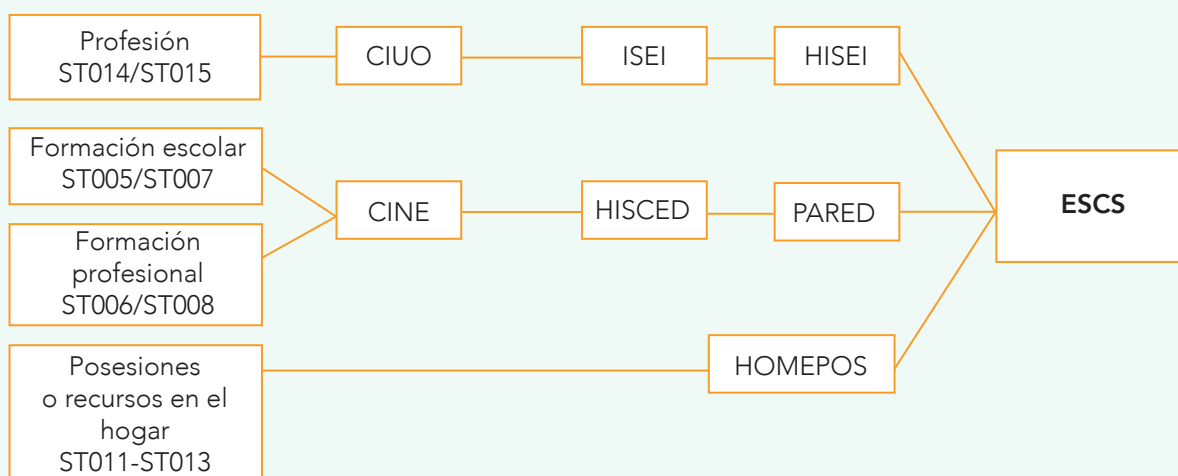 Profesión
ST014/ST015
CIUO
ISEI
HISEI
Formación escolar
ST005/ST007
CINE
HISCED
PARED
ESCS
Formación
profesional
ST006/ST008
HOMEPOS
Posesiones
o recursos en el
hogar
ST011-ST013